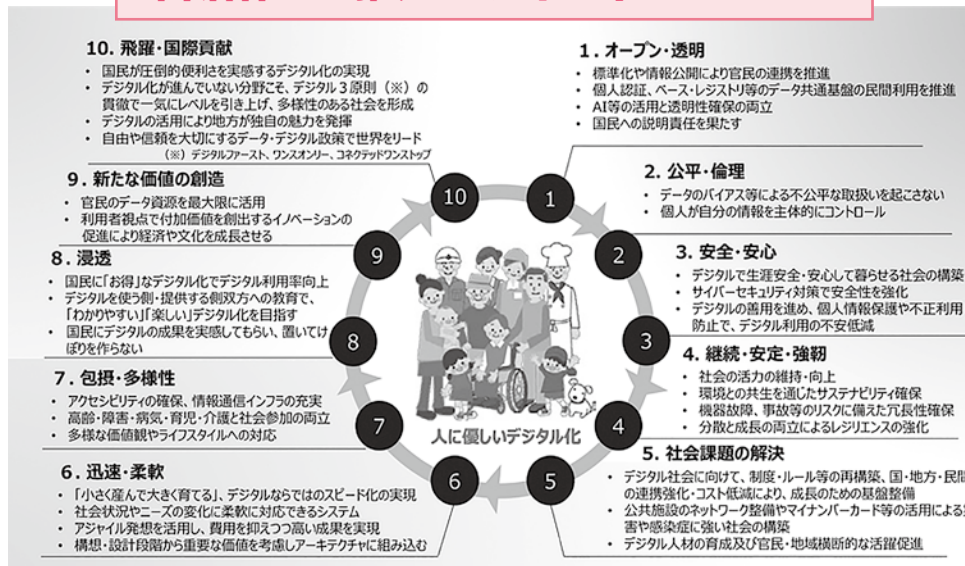 10. 飛躍・国際貢献
・ 国民が圧倒的便利さを実感するデジタル化の実現
・ デジタル化が進んでいない分野こそ、デジタル３原則（※）の
貫徹で一気にレベルを引き上げ、多様性のある社会を形成
・ デジタルの活用により地方が独自の魅力を発揮
・ 自由や信頼を大切にするデータ・デジタル政策で世界をリード
（※）デジタルファースト、ワンスオンリー、コネクテッドワンストップ
9. 新たな価値の創造
・ 官民のデータ資源を最大限に活用
・ 利用者視点で付加価値を創出するイノベーションの
促進により経済や文化を成長させる
8. 浸透
・ 国民に「お得」なデジタル化でデジタル利用率向上
・ デジタルを使う側・提供する側双方への教育で、
「わかりやすい」「楽しい」デジタル化を目指す
・ 国民にデジタルの成果を実感してもらい、置いてけ
ぼりを作らない
7. 包摂・多様性
・ アクセシビリティの確保、情報通信インフラの充実
・ 高齢・障害・病気・育児・介護と社会参加の両立
・ 多様な価値観やライフスタイルへの対応
6. 迅速・柔軟
・ 「小さく産んで大きく育てる」、デジタルならではのスピード化の実現
・ 社会状況やニーズの変化に柔軟に対応できるシステム
・ アジャイル発想を活用し、費用を抑えつつ高い成果を実現
・ 構想・設計段階から重要な価値を考慮しアーキテクチャに組み込む
1. オープン・透明
・ 標準化や情報公開により官民の連携を推進
・ 個人認証、ベース・レジストリ等のデータ共通基盤の民間利用を推進
・ AI等の活用と透明性確保の両立
・ 国民への説明責任を果たす
2. 公平・倫理
・ データのバイアス等による不公平な取扱いを起こさない
・ 個人が自分の情報を主体的にコントロール
3. 安全・安心
・ デジタルで生涯安全・安心して暮らせる社会の構築
・ サイバーセキュリティ対策で安全性を強化
・ デジタルの善用を進め、個人情報保護や不正利用
防止で、デジタル利用の不安低減
4. 継続・安定・強靭
・ 社会の活力の維持・向上
・ 環境との共生を通じたサステナビリティ確保
・ 機器故障、事故等のリスクに備えた冗長性確保
・ 分散と成長の両立によるレジリエンスの強化
5. 社会課題の解決
・ デジタル社会に向けて、制度・ルール等の再構築、国・地方・民間
の連携強化・コスト低減により、成長のための基盤整備
・ 公共施設のネットワーク整備やマイナンバーカード等の活用による
害や感染症に強い社会の構築
・ デジタル人材の育成及び官民・地域横断的な活躍促進
10
1
9
2
8
3
7
4
6
5
人に優しいデジタル化